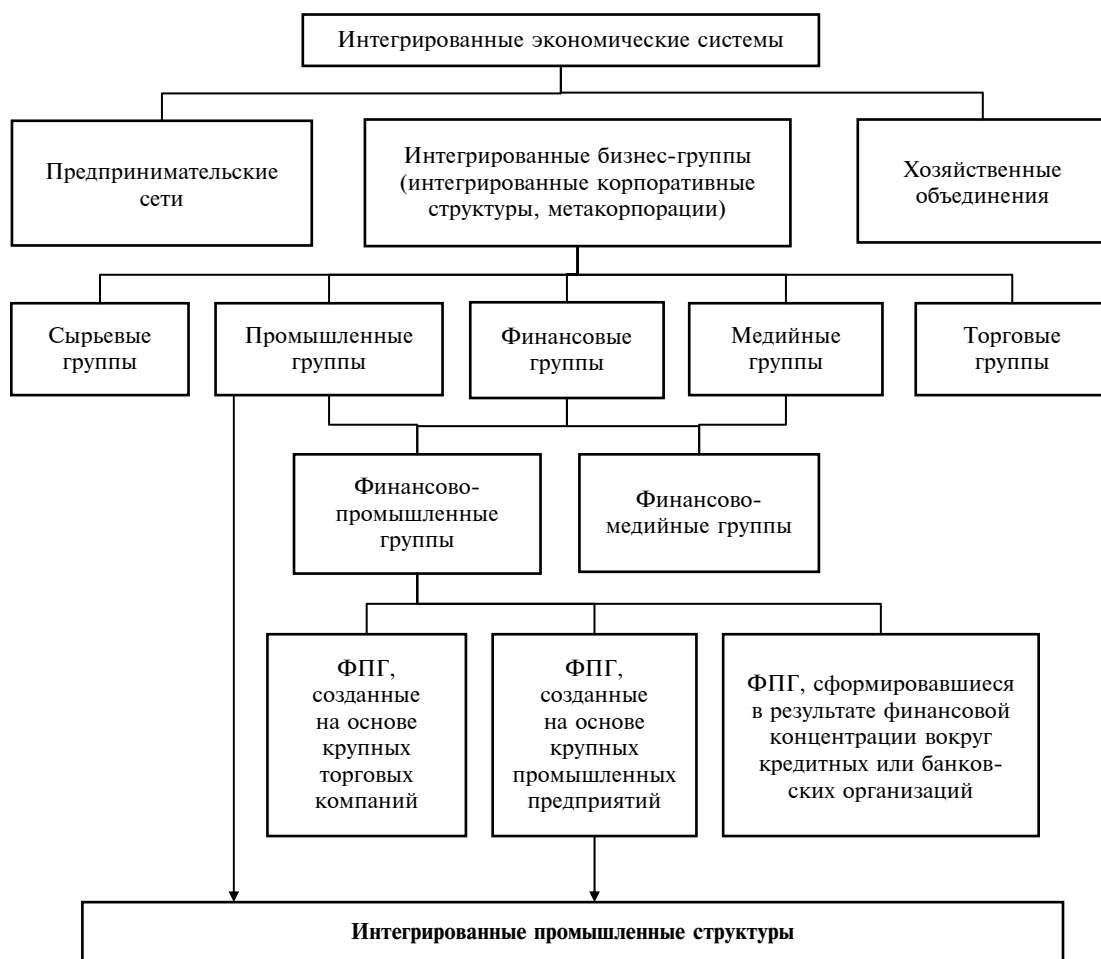 Интегрированные экономические системы
Предпринимательские
сети
Интегрированные бизнес-группы
(интегрированные корпоративные
структуры, метакорпорации)
Хозяйственные
объединения
Сырьевые
группы
Промышленные
группы
Финансовые
группы
Медийные
группы
Торговые
группы
Финансово-
промышленные
группы
Финансово-
медийные группы
ФПГ,
созданные
на основе
крупных
торговых
компаний
ФПГ,
созданные
на основе
крупных
промышленных
предприятий
ФПГ, сформировавшиеся
в результате финансовой
концентрации вокруг
кредитных или банков-
ских организаций
Интегрированные промышленные структуры